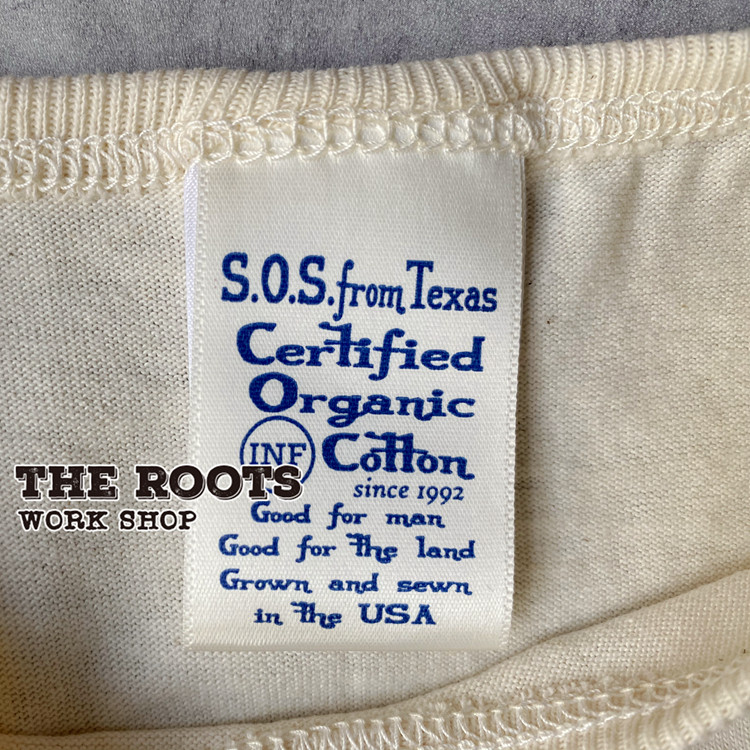 S.O.S. from Texas
Certified
Organic
INF Cotton
since 1992
THE ROOTS
WORK SHOP
Good for man
Good for the land
Grown and sewn
in the USA